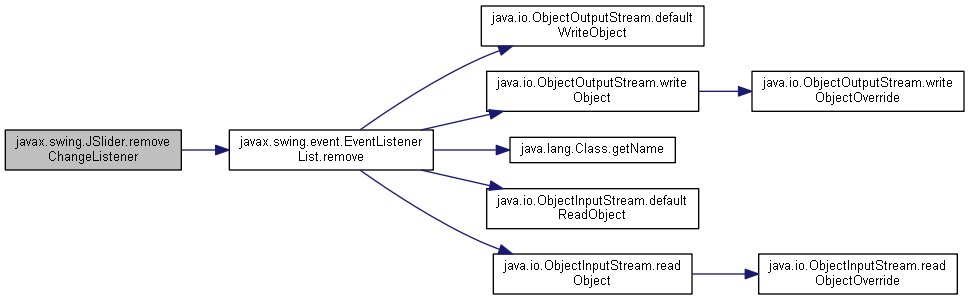 javax.swing.JSlider.remove
ChangeListener
javax.swing.event.EventListener
List.remove
java.io.ObjectOutputStream.default
WriteObject
java.io.ObjectOutputStream.write
Object
java.io.ObjectOutputStream.write
ObjectOverride
java.lang.Class.getName
java.io.ObjectInputStream.default
ReadObject
java.io.ObjectInputStream.read
Object
java.io.ObjectInputStream.read
ObjectOverride